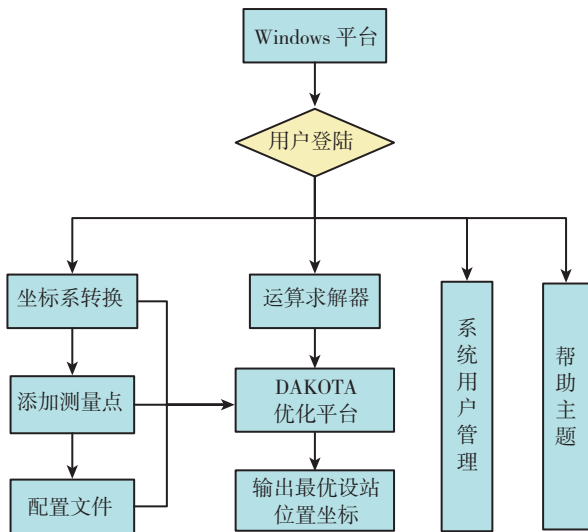 Windows 平台
用户登陆
坐标系转换
运算求解器
系统用户管理
帮助主题
添加测量点
DAKOTA
优化平台
配置文件
输出最优设站
位置坐标